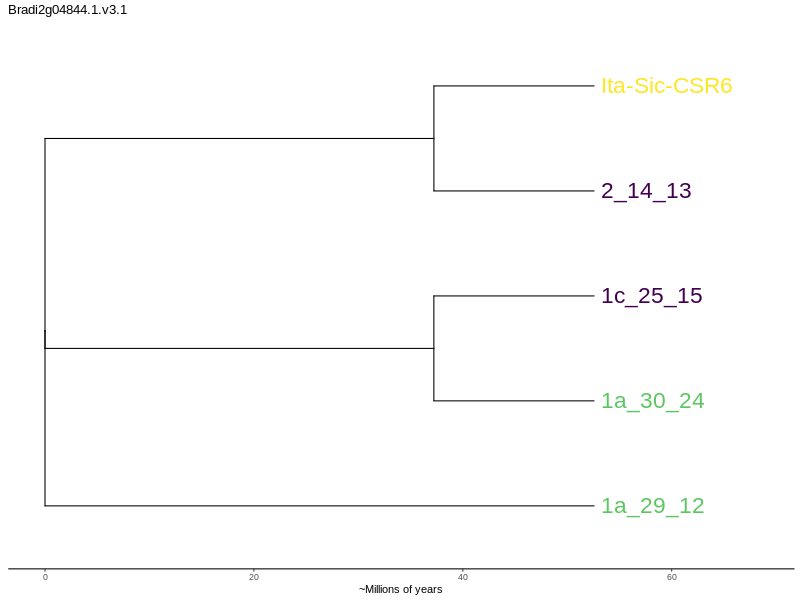 Bradi2g04844.1.v3.1
Ita-Sic-CSR6
2_14_13
1c_25_15
1a_30_24
1a_29_12
0 20 40 60
~Millions of years